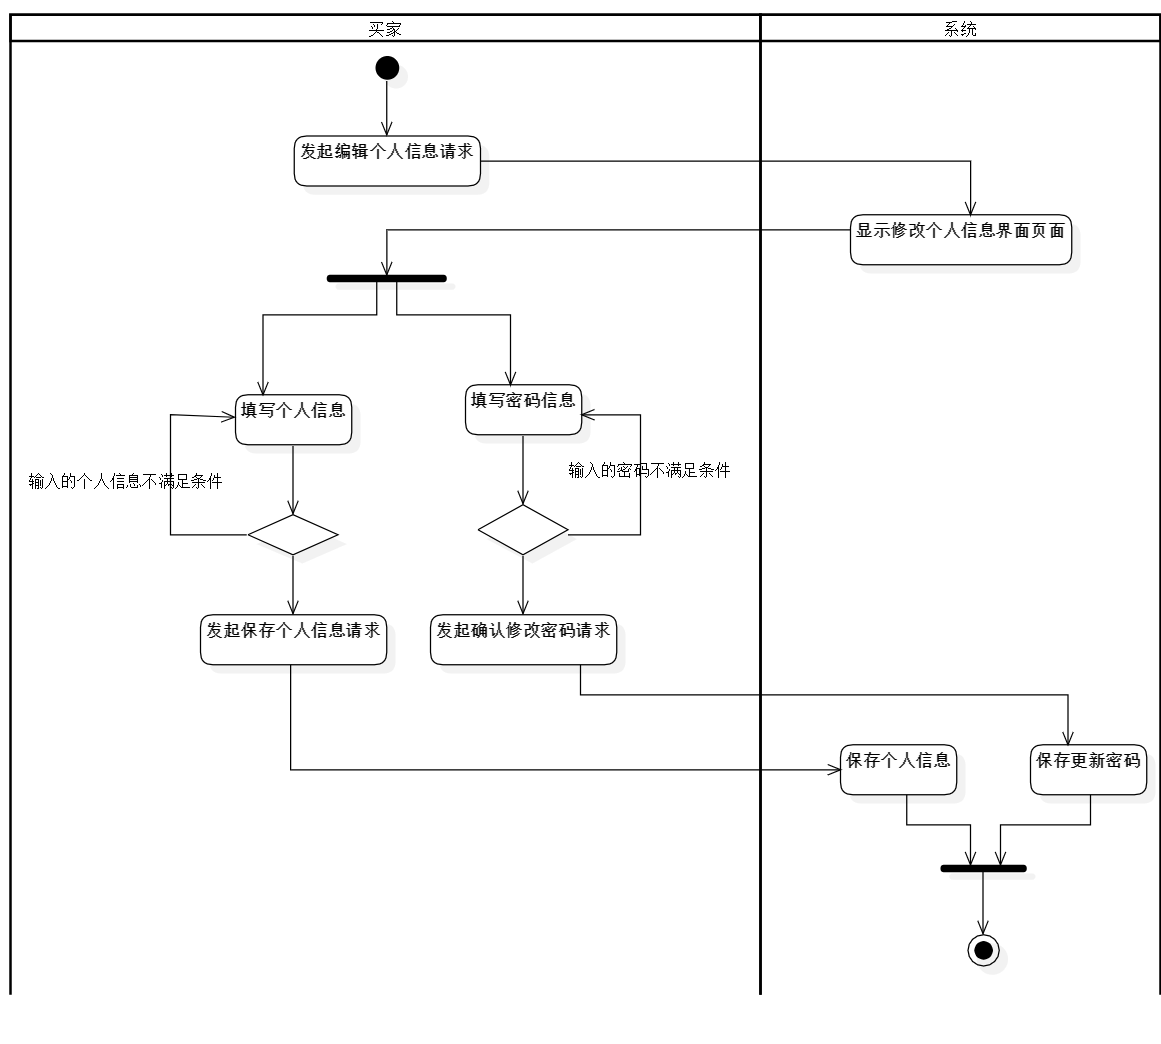 买家
系统
发起编辑个人信息请求
显示修改个人信息界面页面
填写个人信息
填写密码信息
输入的个人信息不满足条件
输入的密码不满足条件
发起保存个人信息请求
发起确认修改密码请求
保存个人信息
保存更新密码